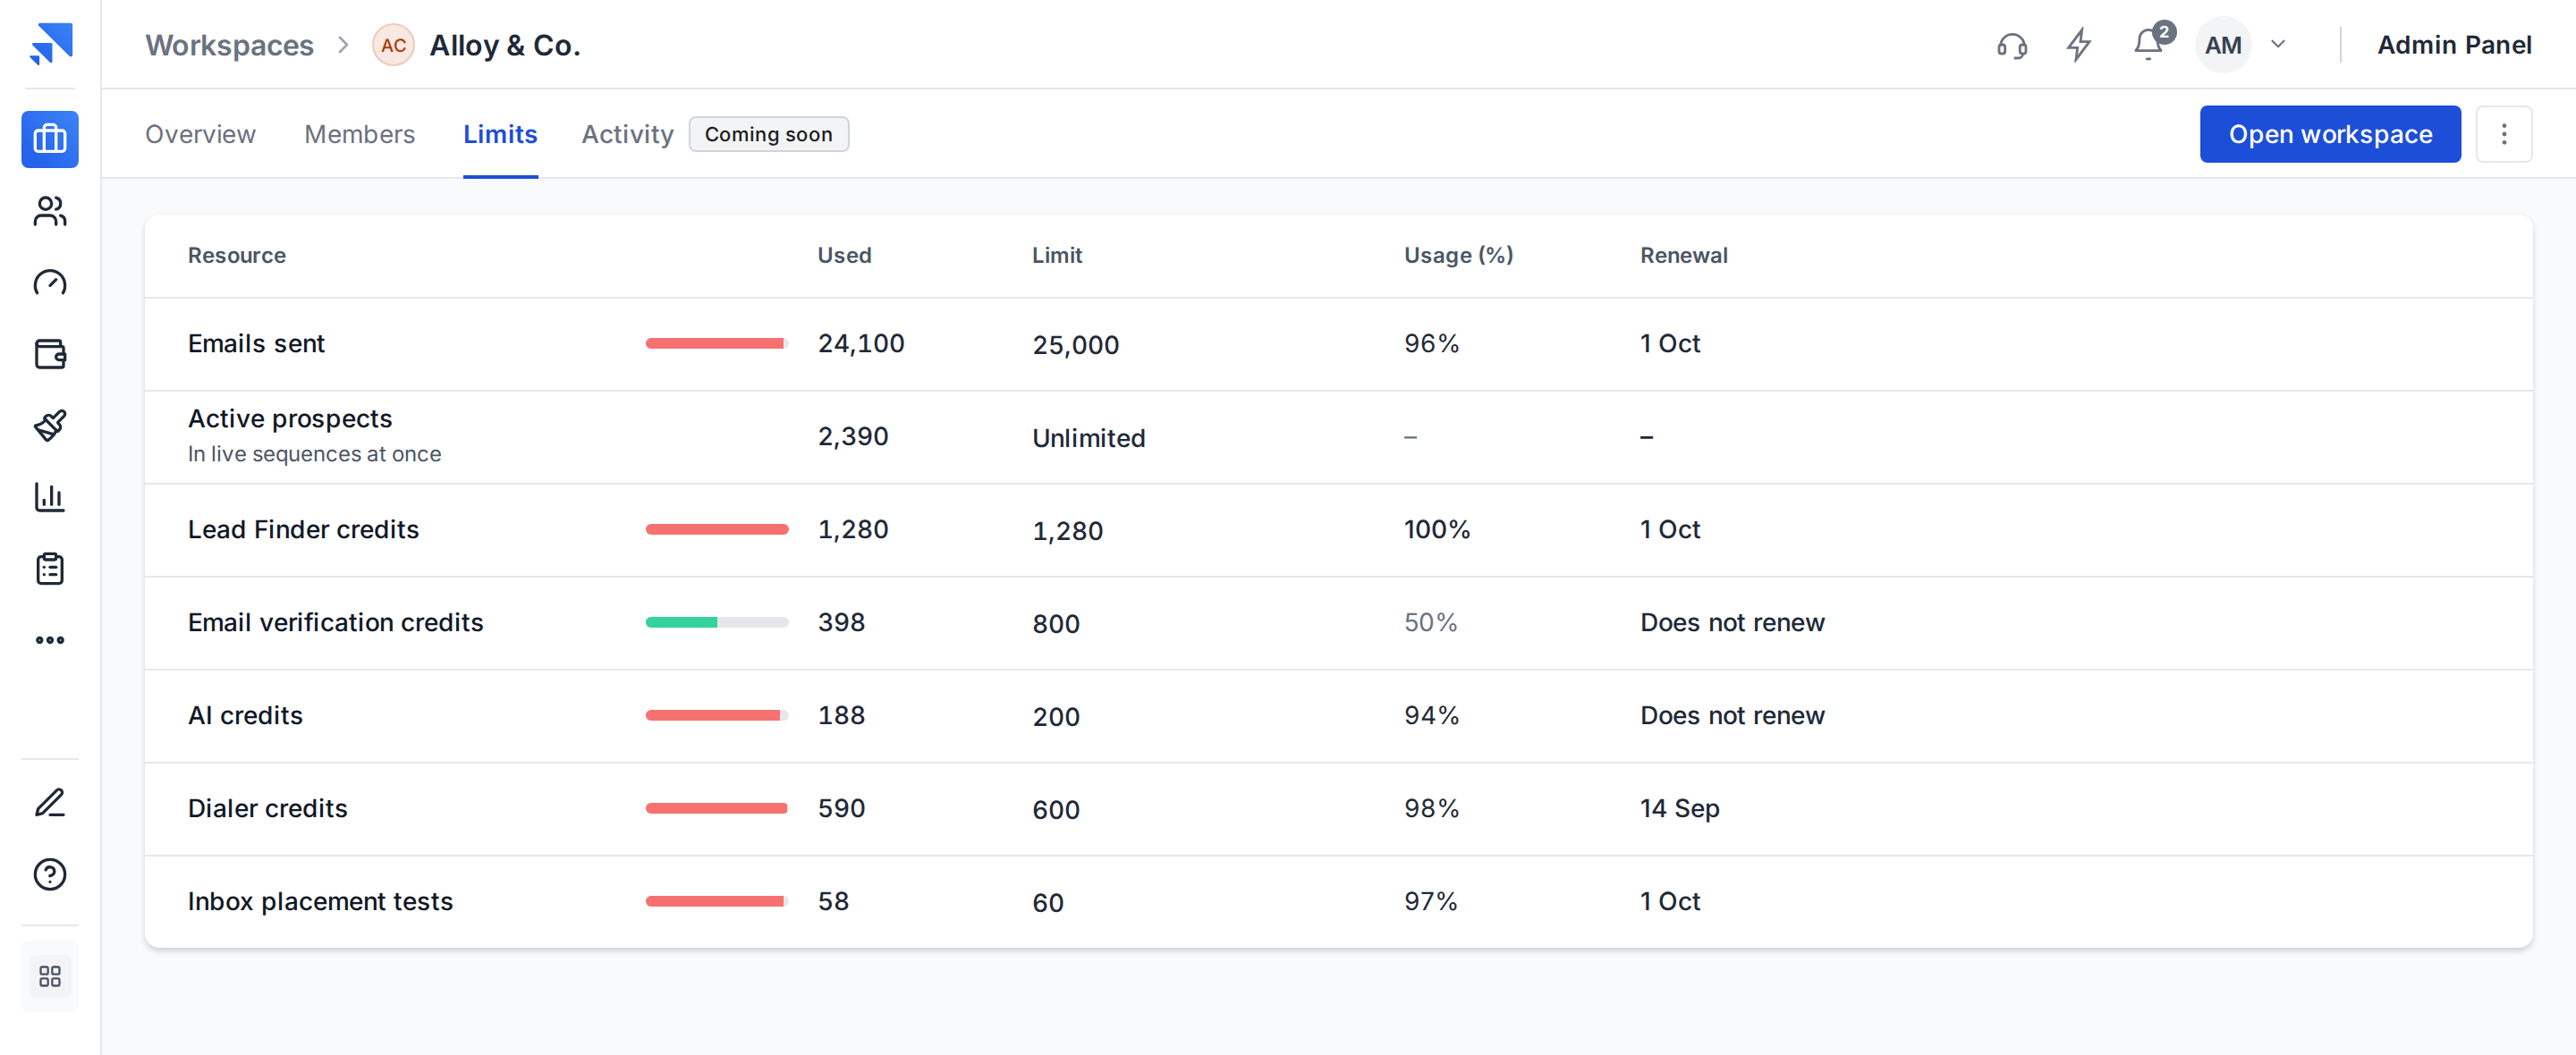 Workspaces
AC
Alloy & Co.
2
AM
Admin Panel
Overview
Members
Limits
Activity
Coming soon
Open workspace
Resource
Used
Limit
Usage (%)
Renewal
Emails sent
24,100
25,000
96%
1 Oct
Active prospects
In live sequences at once
2,390
Unlimited
–
–
Lead Finder credits
1,280
1,280
100%
1 Oct
Email verification credits
398
800
50%
Does not renew
AI credits
188
200
94%
Does not renew
Dialer credits
590
600
98%
14 Sep
Inbox placement tests
58
60
97%
1 Oct